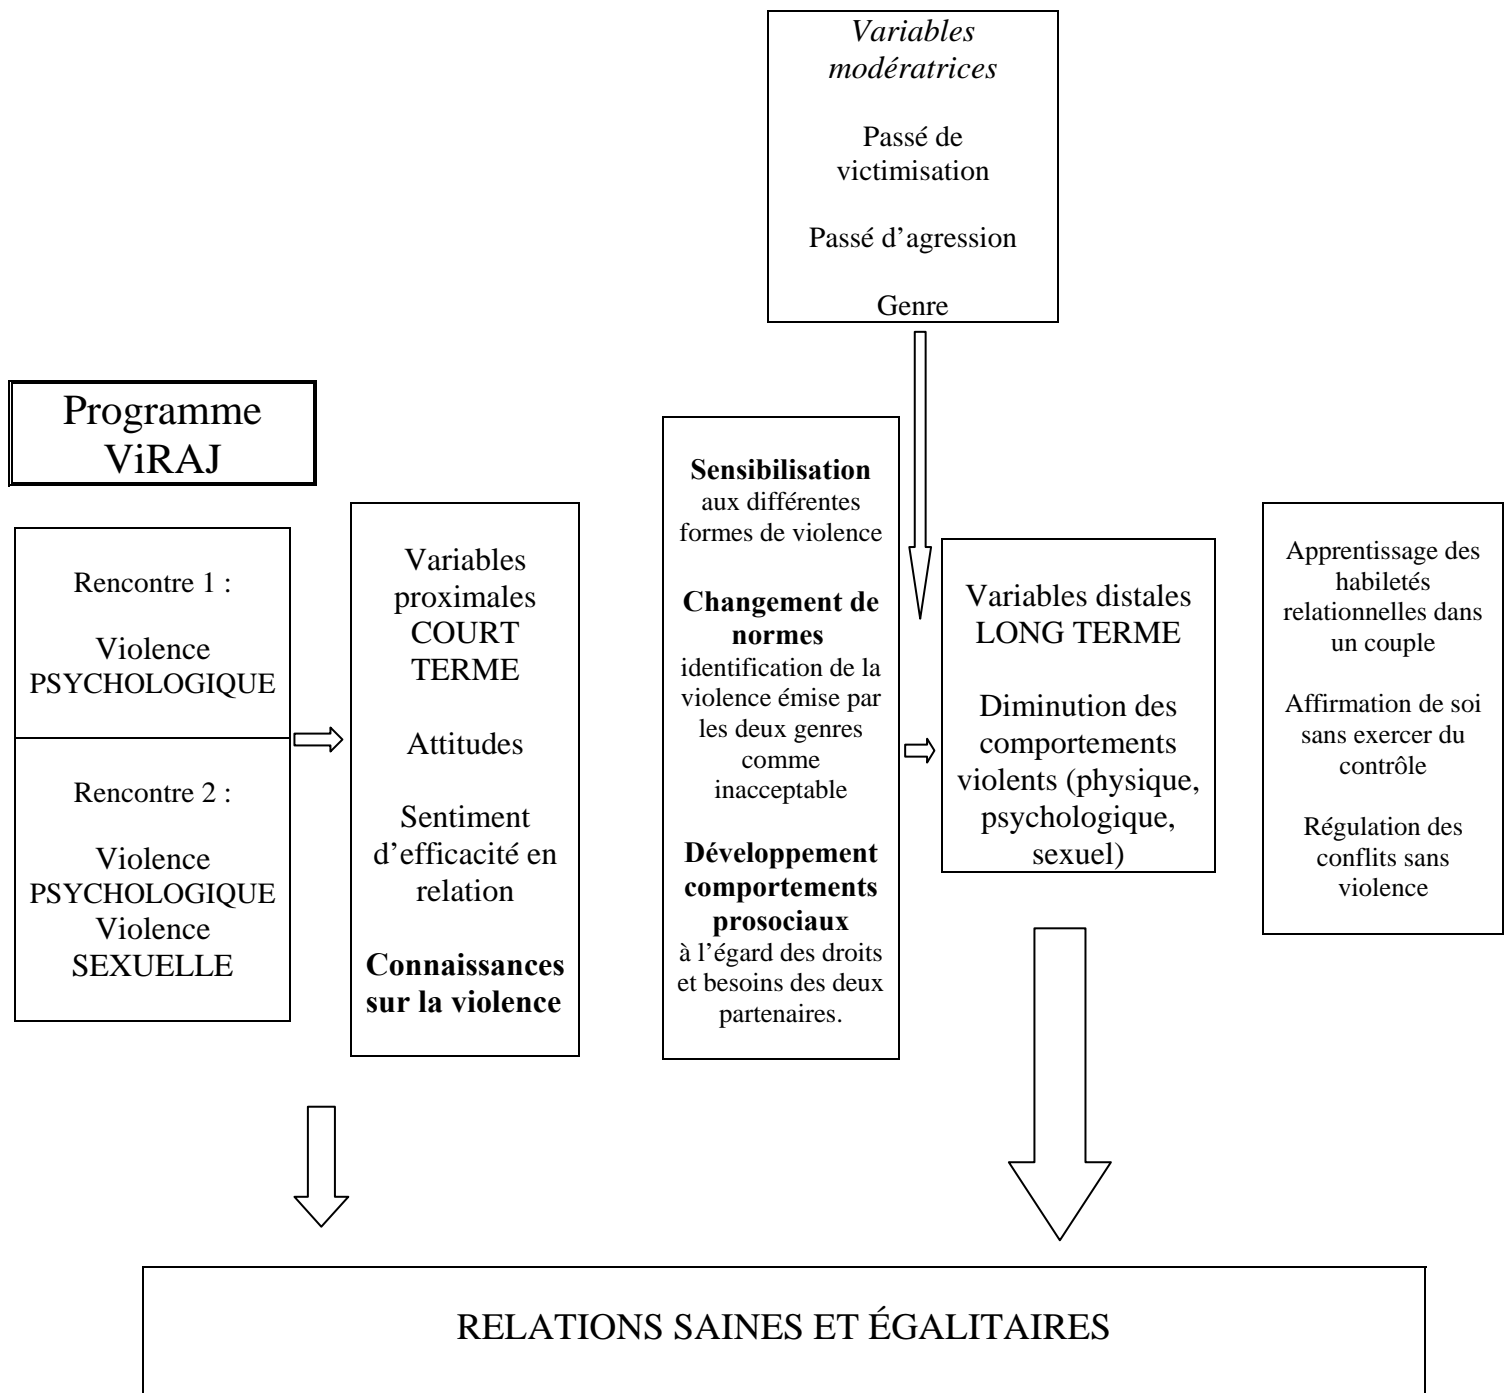 Variables
modératrices
Passé de
victimisation
Passé d’agression
Genre
Programme
ViRAJ
Rencontre 1 :
Violence
PSYCHOLOGIQUE
Rencontre 2 :
Violence
PSYCHOLOGIQUE
Violence
SEXUELLE
Variables
proximales
COURT
TERME
Attitudes
Sentiment
d’efficacité en
relation
Connaissances
sur la violence
Sensibilisation
aux différentes
formes de violence
Changement de
normes
identification de la
violence émise par
les deux genres
comme
inacceptable
Développement
comportements
prosociaux
à l’égard des droits
et besoins des deux
partenaires.
Variables distales
LONG TERME
Diminution des
comportements
violents (physique,
psychologique,
sexuel)
Apprentissage des
habiletés
relationnelles dans
un couple
Affirmation de soi
sans exercer du
contrôle
Régulation des
conflits sans
violence
RELATIONS SAINES ET ÉGALITAIRES